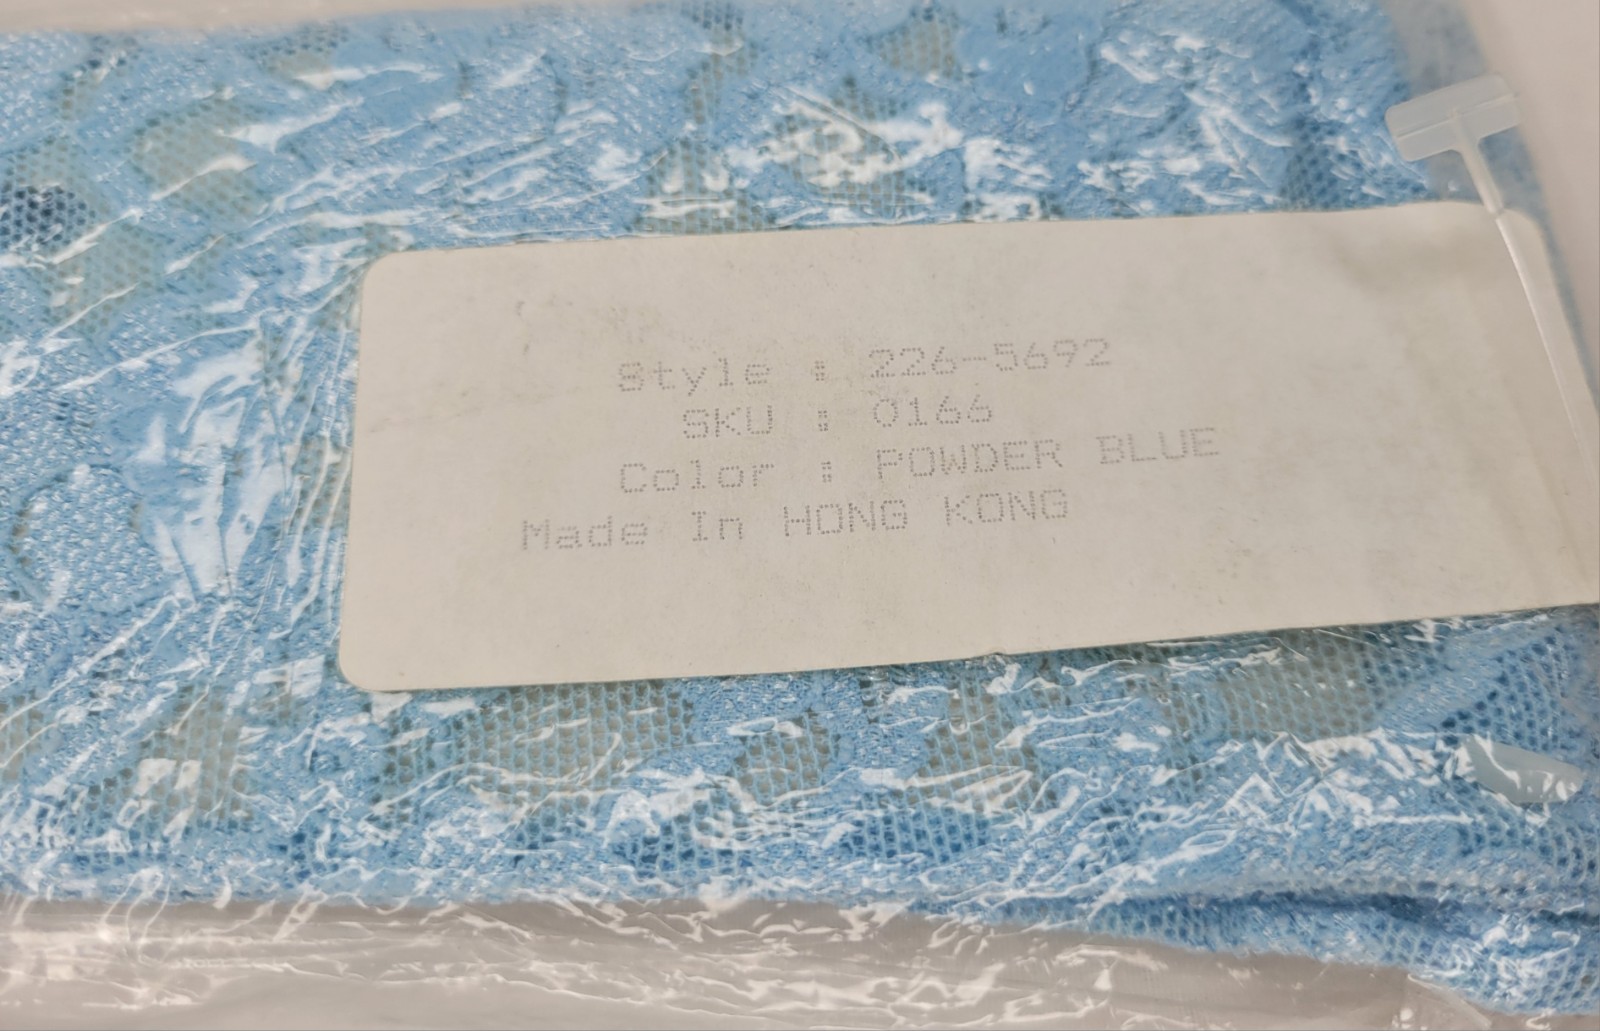 Style : 226-5692
SKU : 0166
Color : POWDER BLUE
Made In HONG KONG